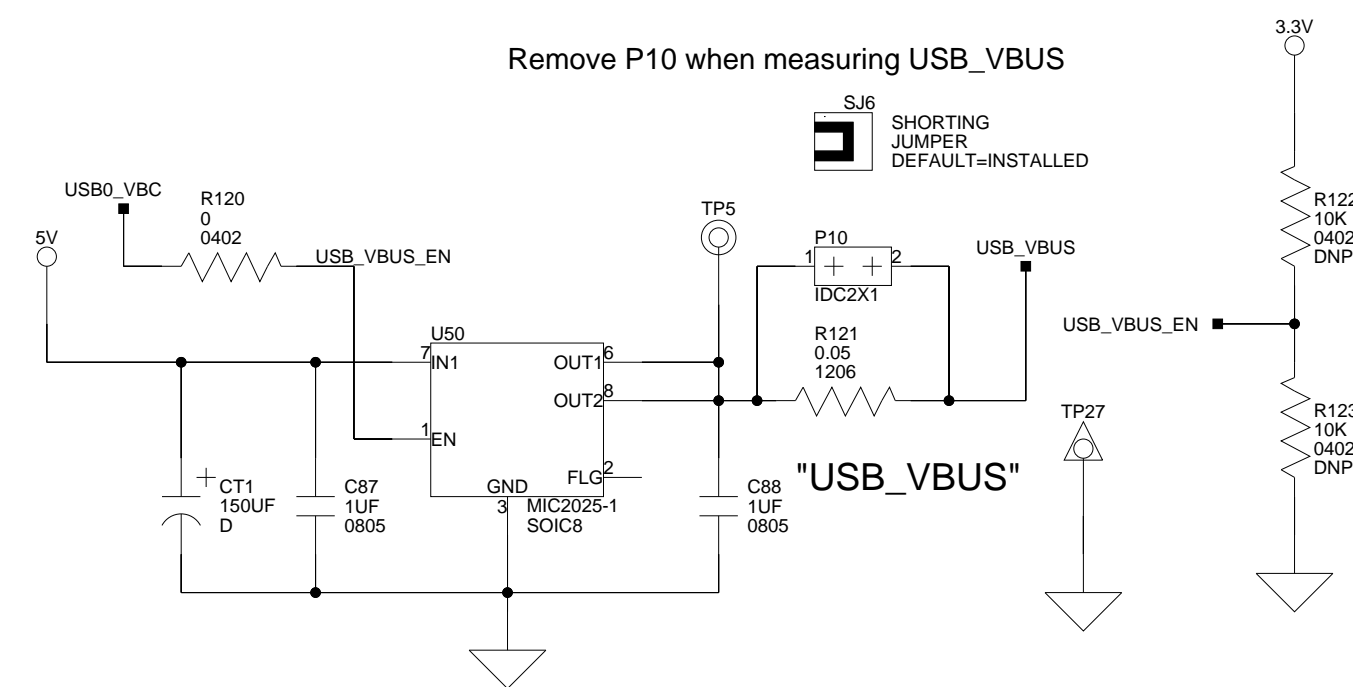 Remove P10 when measuring USB_VBUS
3.3V
SJ6
SHORTING
JUMPER
DEFAULT=INSTALLED
USB0_VBC
R120
0
0402
5V
USB_VBUS_EN
TP5
P10
1
2
IDC2X1
USB_VBUS
R122
10K
0402
DNP
USB_VBUS_EN
U50
7
IN1
OUT1
6
OUT2
8
1
EN
FLG
2
GND
3
MIC2025-1
SOIC8
R121
0.05
1206
"USB_VBUS"
TP27
R123
10K
0402
DNP
+
CT1
150UF
D
C87
1UF
0805
C88
1UF
0805